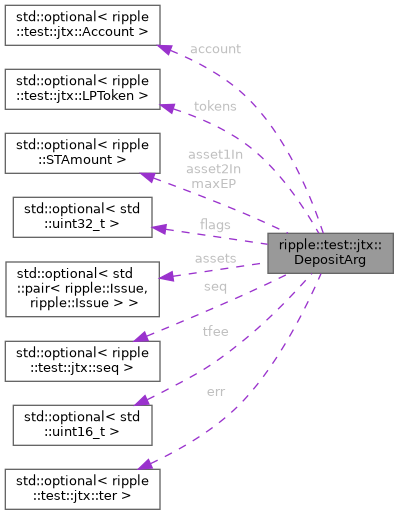 std::optional< ripple
::test::jtx::Account >
account
std::optional< ripple
::test::jtx::LPToken >
tokens
std::optional< ripple
::STAmount >
asset1In
asset2In
maxEP
std::optional< std
::uint32_t >
flags
ripple::test::jtx::
DepositArg
std::optional< std
::pair< ripple::Issue,
ripple::Issue > >
assets
seq
std::optional< ripple
::test::jtx::seq >
tfee
std::optional< std
::uint16_t >
err
std::optional< ripple
::test::jtx::ter >